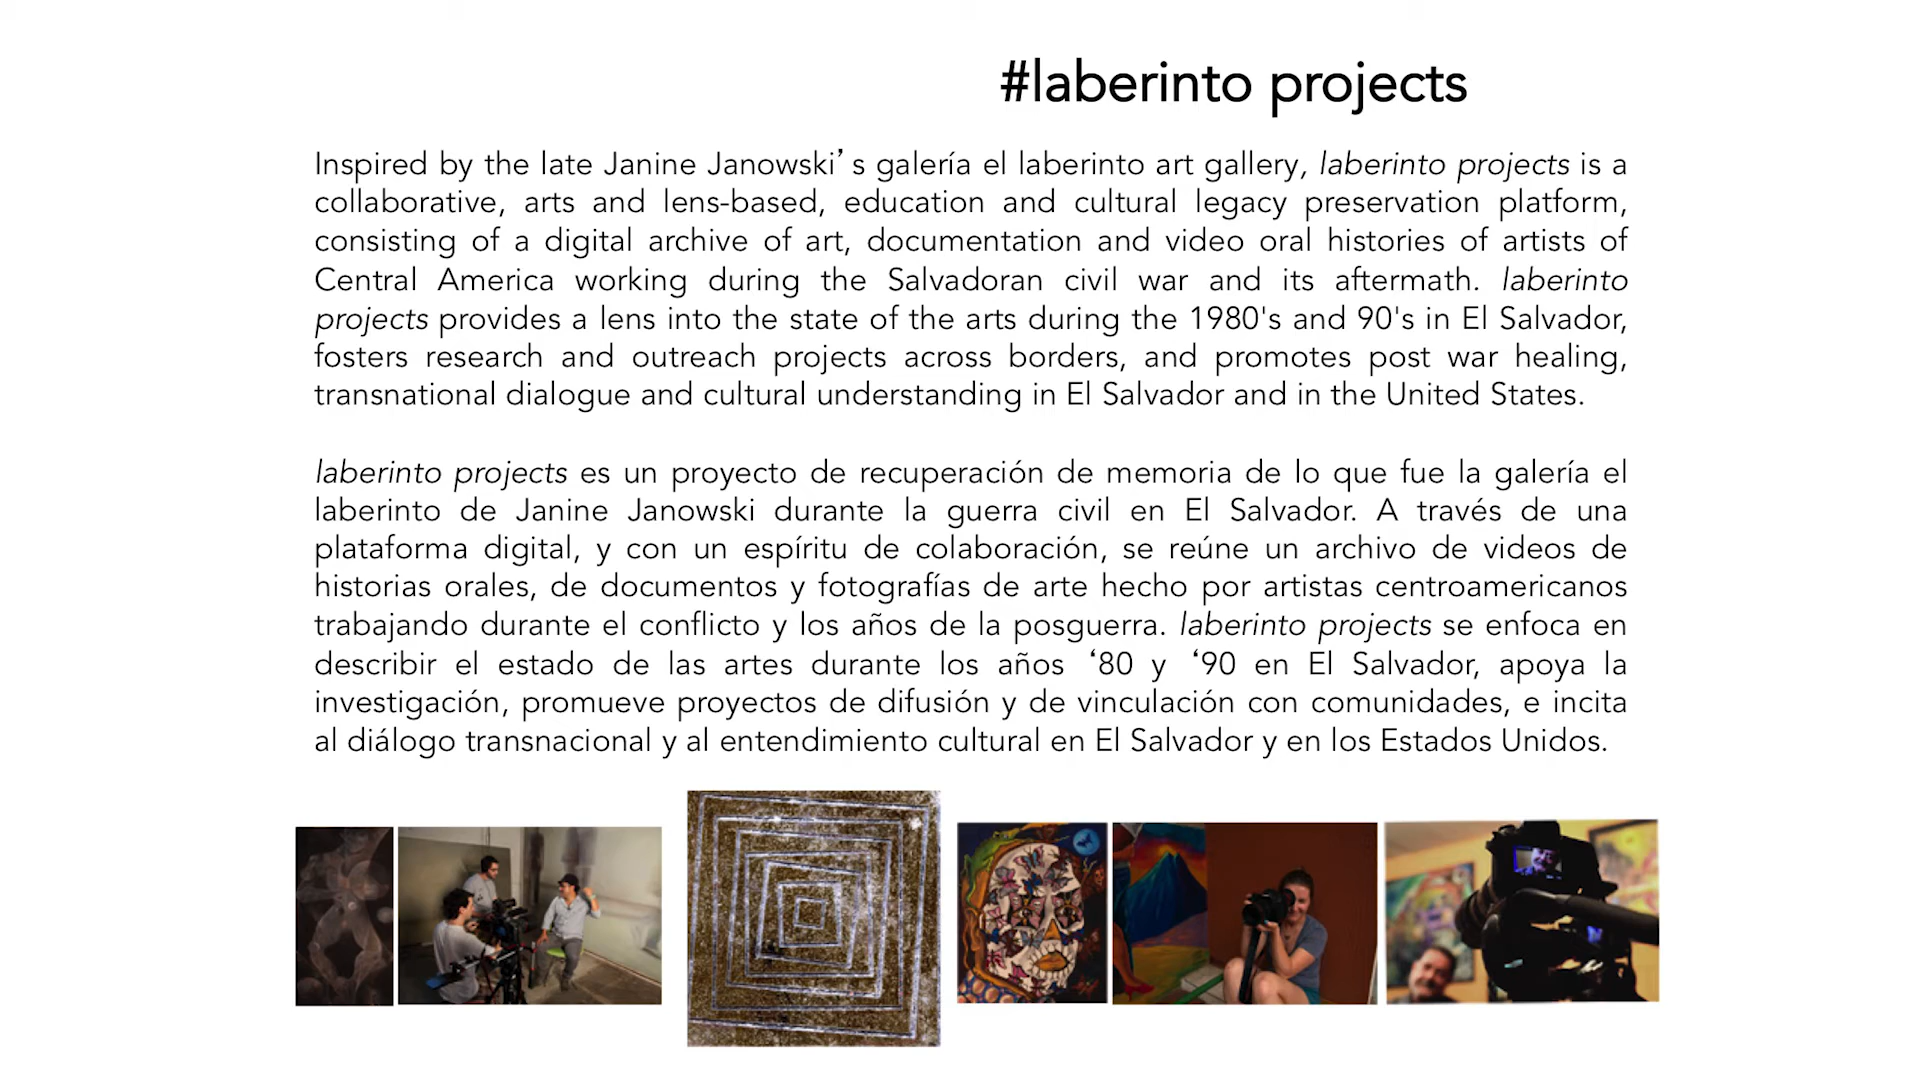 #laberinto projects
Inspired by the late Janine Janowski’s galería el laberinto art gallery, laberinto projects is a
collaborative, arts and lens-based, education and cultural legacy preservation platform,
consisting of a digital archive of art, documentation and video oral histories of artists of
Central America working during the Salvadoran civil war and its aftermath. laberinto
projects provides a lens into the state of the arts during the 1980's and 90's in El Salvador,
fosters research and outreach projects across borders, and promotes post war healing,
transnational dialogue and cultural understanding in El Salvador and in the United States.
laberinto projects es un proyecto de recuperación de memoria de lo que fue la galería el
laberinto de Janine Janowski durante la guerra civil en El Salvador. A través de una
plataforma digital, y con un espíritu de colaboración, se reúne un archivo de videos de
historias orales, de documentos y fotografías de arte hecho por artistas centroamericanos
trabajando durante el conflicto y los años de la posguerra. laberinto projects se enfoca en
describir el estado de las artes durante los años ‘80 y ‘90 en El Salvador, apoya la
investigación, promueve proyectos de difusión y de vinculación con comunidades, e incita
al diálogo transnacional y al entendimiento cultural en El Salvador y en los Estados Unidos.